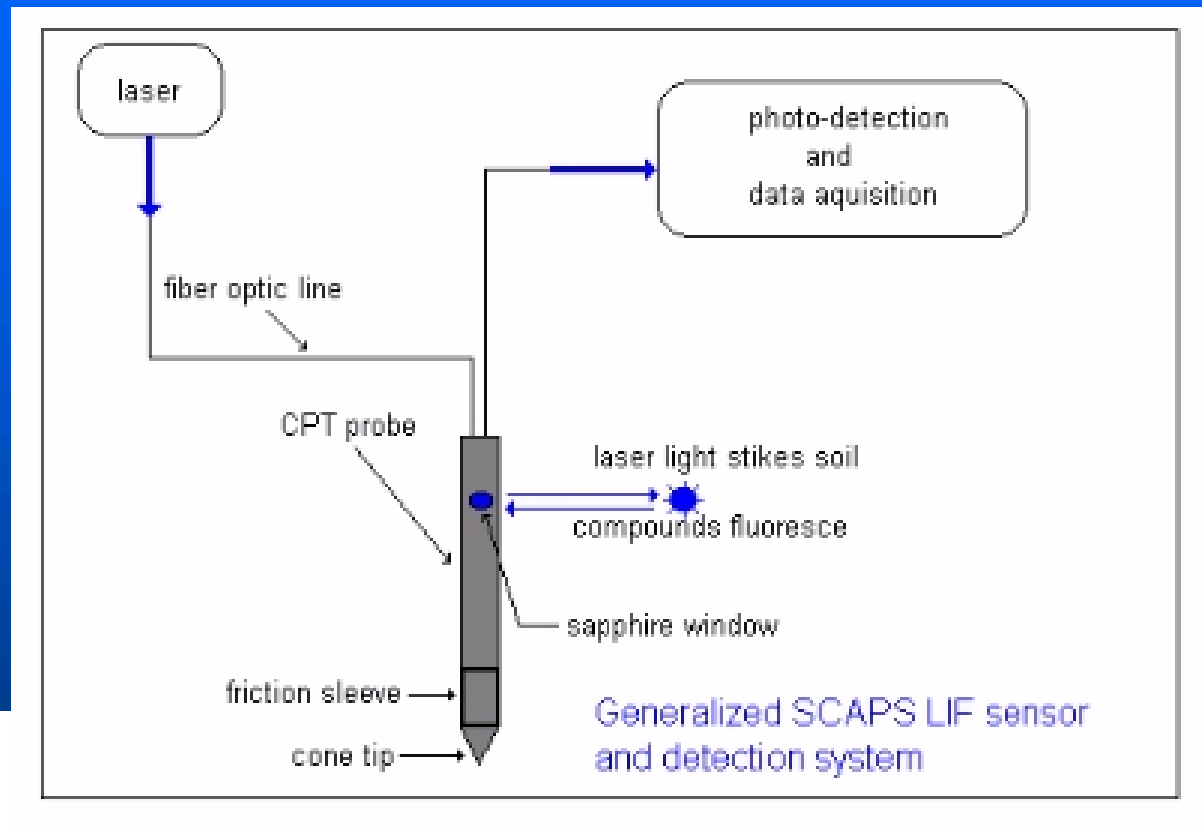 laser
photo-detection
and
data aquisition
fiber optic line
CPT probe
laser light stikes soil
compounds fluoresce
sapphire window
friction sleeve
cone tip
Generalized SCAPS LIF sensor
and detection system